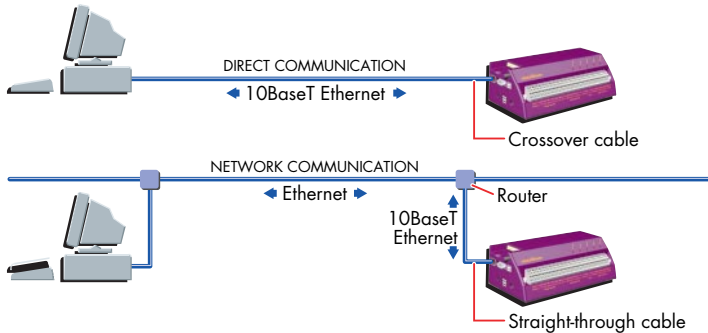 DIRECT COMMUNICATION
10BaseT Ethernet
Crossover cable
NETWORK COMMUNICATION
Ethernet
Router
10BaseT
Ethernet
Straight-through cable